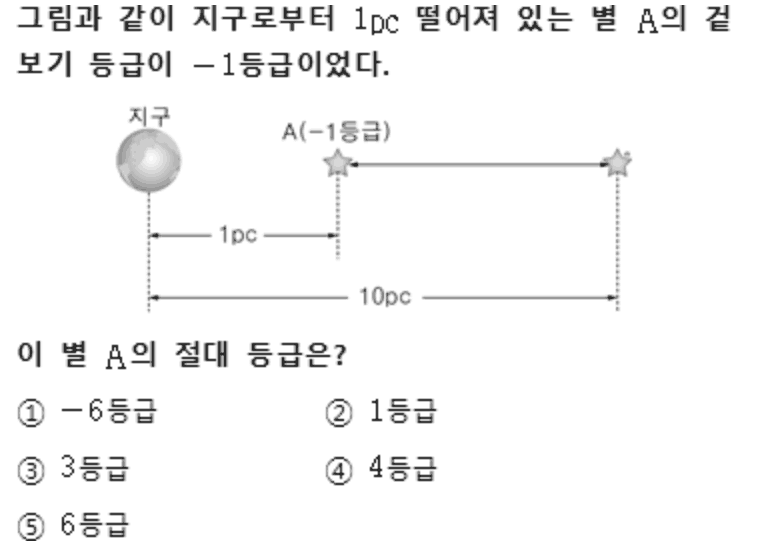 그림과 같이 지구로부터 1pc 떨어져 있는 별 A의 겉
보기 등급이 －1등급이었다.
지구
A(-1등급)
1pc
10pc
이 별 A의 절대 등급은?
① －6등급 ② 1등급
③ 3등급 ④ 4등급
⑤ 6등급